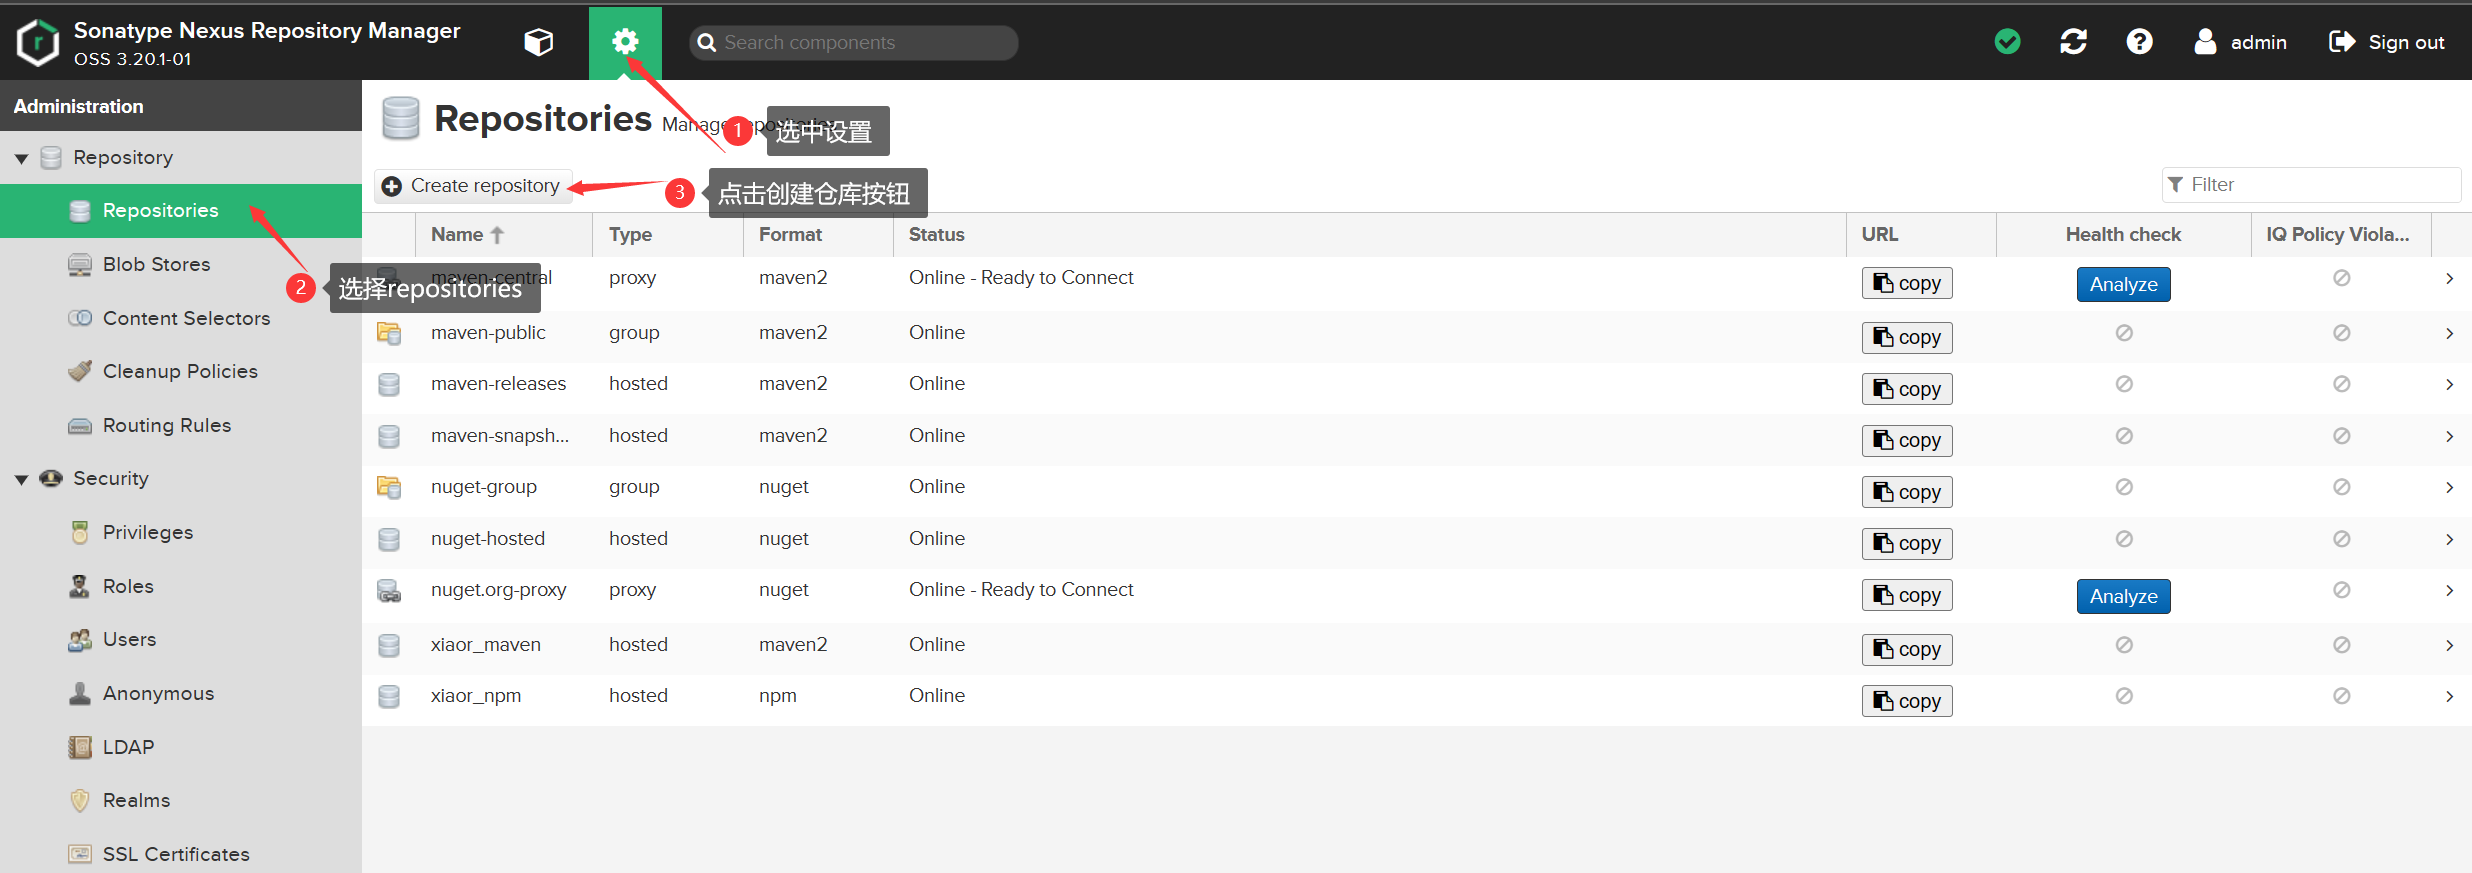 Sonatype Nexus Repository Manager
OSS 3.20.1-01
Search components
admin
Sign out
Administration
Repository
Repositories
Blob Stores
Content Selectors
Cleanup Policies
Routing Rules
Security
Privileges
Roles
Users
Anonymous
LDAP
Realms
SSL Certificates
Repositories Manage repositories
1 选中设置
Create repository
3 点击创建仓库按钮
Filter
2 选择repositories
Name Type Format Status URL Health check IQ Policy Viola...
maven-central proxy maven2 Online - Ready to Connect copy Analyze
maven-public group maven2 Online copy
maven-releases hosted maven2 Online copy
maven-snapsh... hosted maven2 Online copy
nuget-group group nuget Online copy
nuget-hosted hosted nuget Online copy
nuget.org-proxy proxy nuget Online - Ready to Connect copy Analyze
xiaor_maven hosted maven2 Online copy
xiaor_npm hosted npm Online copy